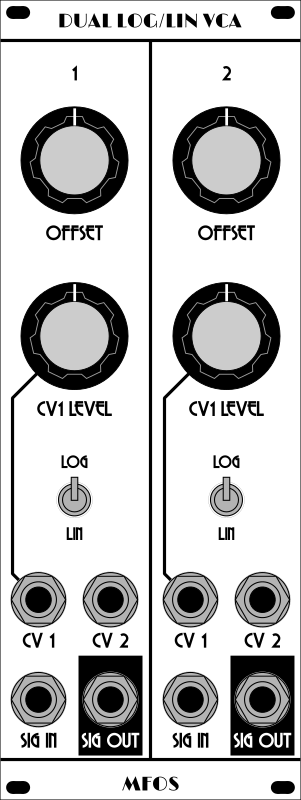 DUAL LOG/LIN VCA
1
2
OFFSET
OFFSET
CV1 LEVEL
CV1 LEVEL
LOG
LOG
LIN
LIN
CV 1
CV 2
CV 1
CV 2
SIG IN
SIG OUT
SIG IN
SIG OUT
MFOS